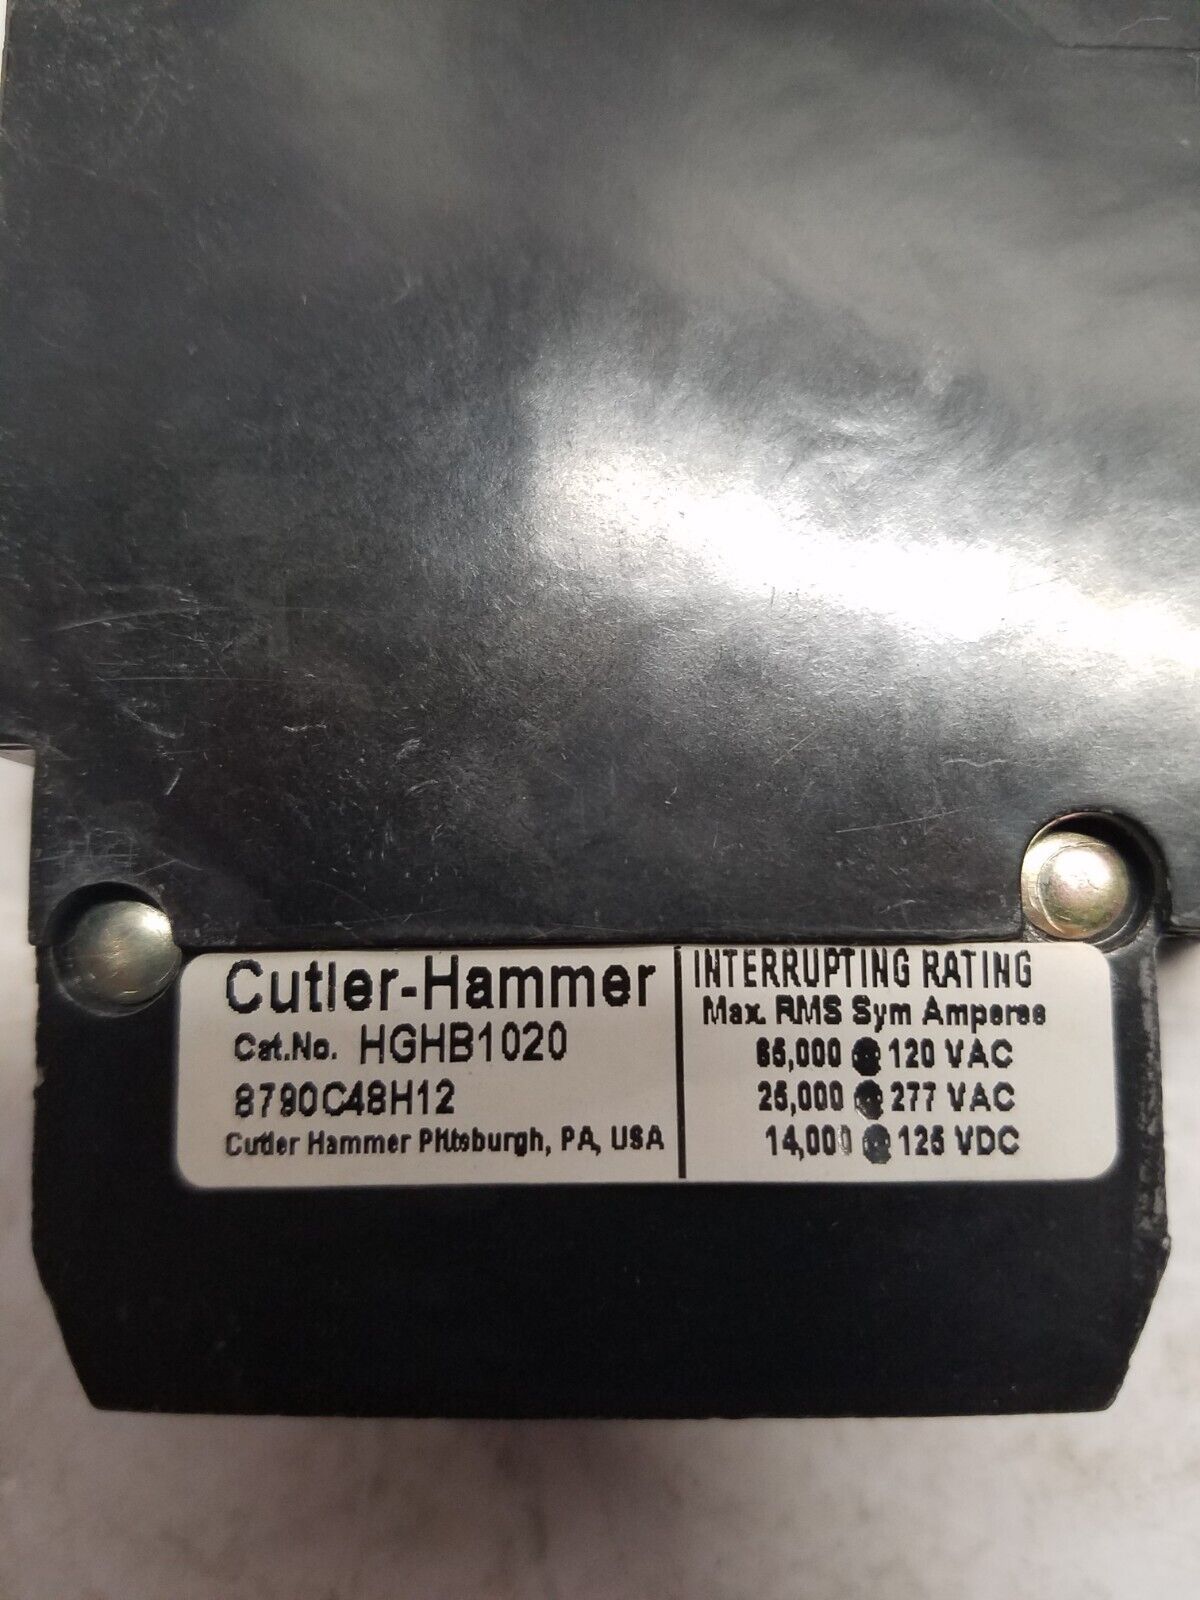 Cutler-Hammer
Cat.No. HGHB1020
8790C48H12
Cutler Hammer Pittsburgh, PA, USA
INTERRUPTING RATING
Max. RMS Sym Amperes
65,000 @ 120 VAC
25,000 @ 277 VAC
14,000 @ 125 VDC